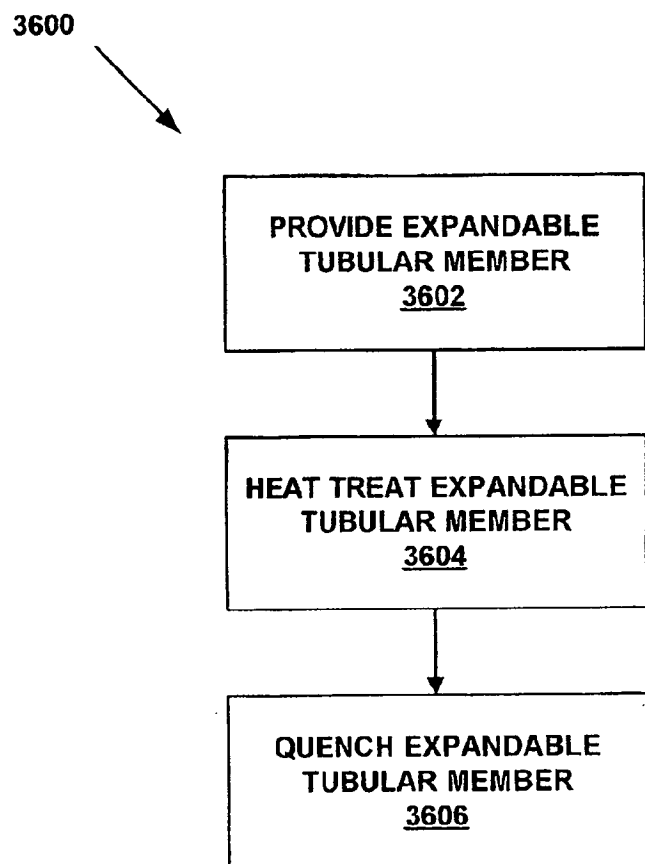 3600
PROVIDE EXPANDABLE
TUBULAR MEMBER
3602
HEAT TREAT EXPANDABLE
TUBULAR MEMBER
3604
QUENCH EXPANDABLE
TUBULAR MEMBER
3606